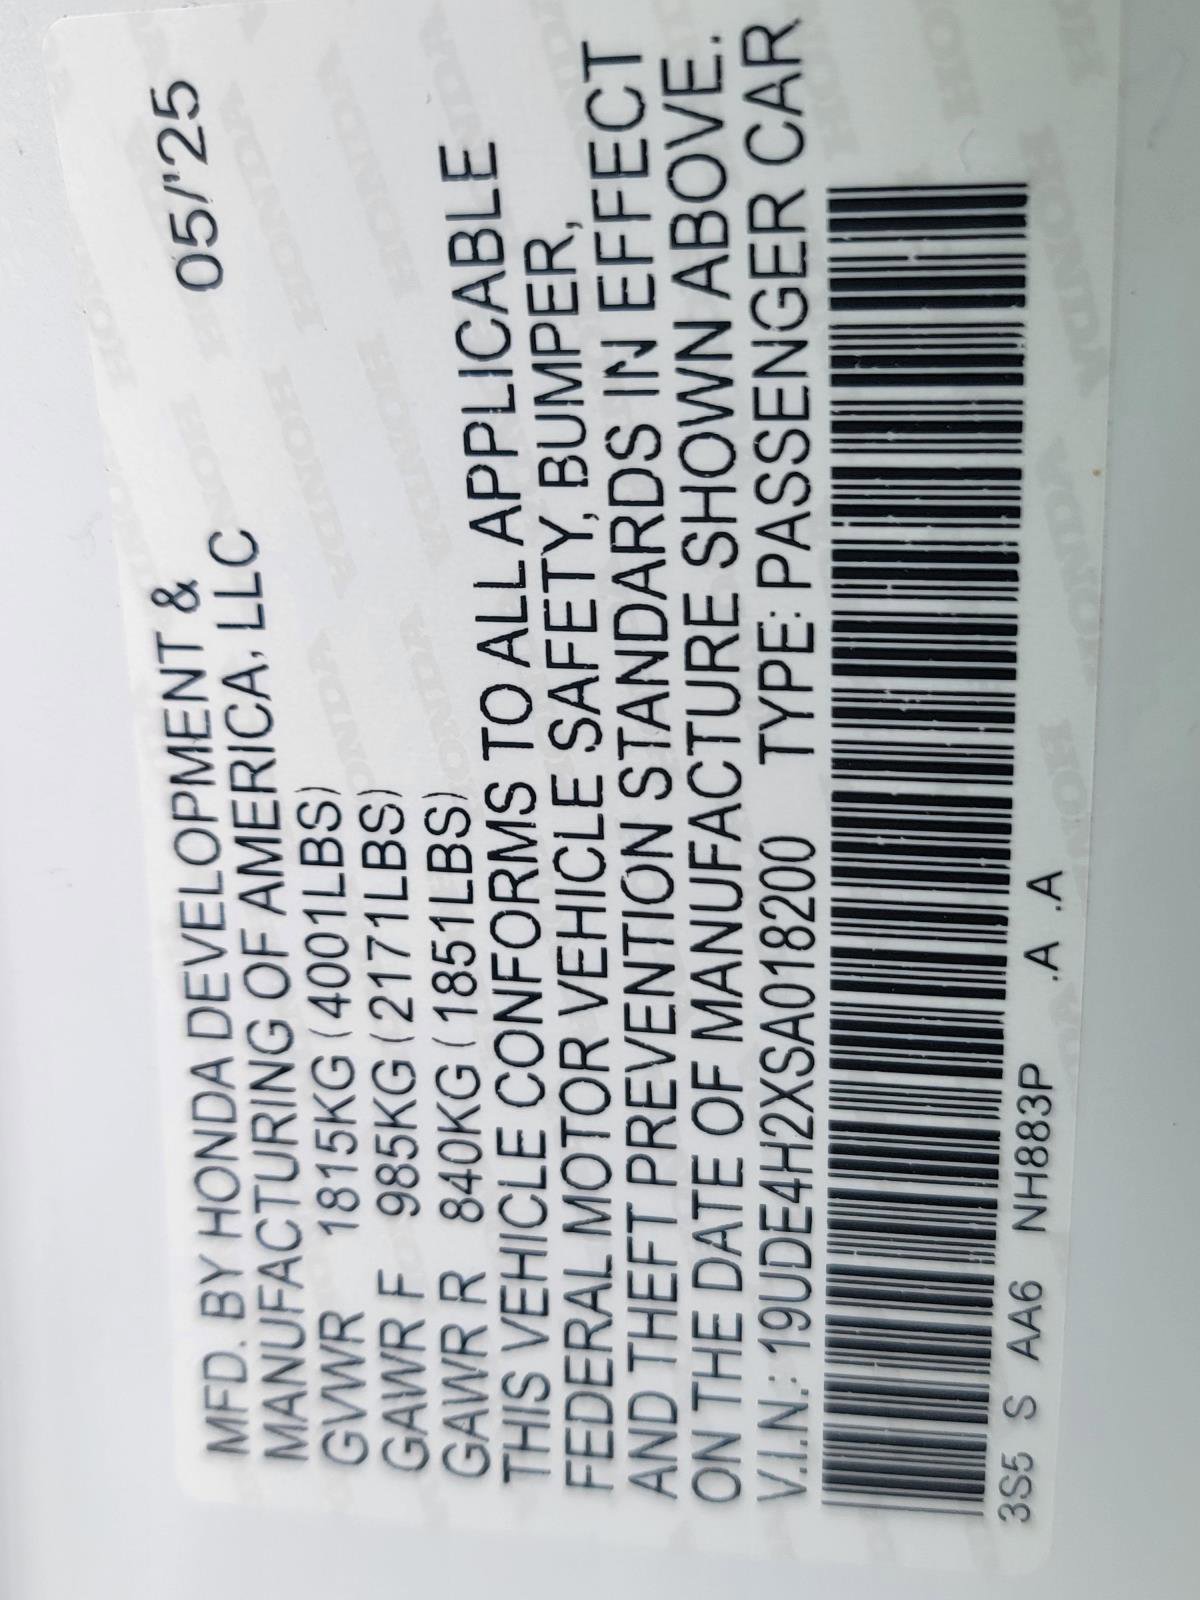 MFD. BY HONDA DEVELOPMENT & 05/'25
MANUFACTURING OF AMERICA, LLC
GVWR 1815KG (4001LBS)
GAWR F 985KG (2171LBS)
GAWR R 840KG (1851LBS)
THIS VEHICLE CONFORMS TO ALL APPLICABLE
FEDERAL MOTOR VEHICLE SAFETY, BUMPER,
AND THEFT PREVENTION STANDARDS IN EFFECT
ON THE DATE OF MANUFACTURE SHOWN ABOVE.
V.I.N.: 19UDE4H2XSA018200 TYPE: PASSENGER CAR
3S5 S AA6 NH883P .A .A